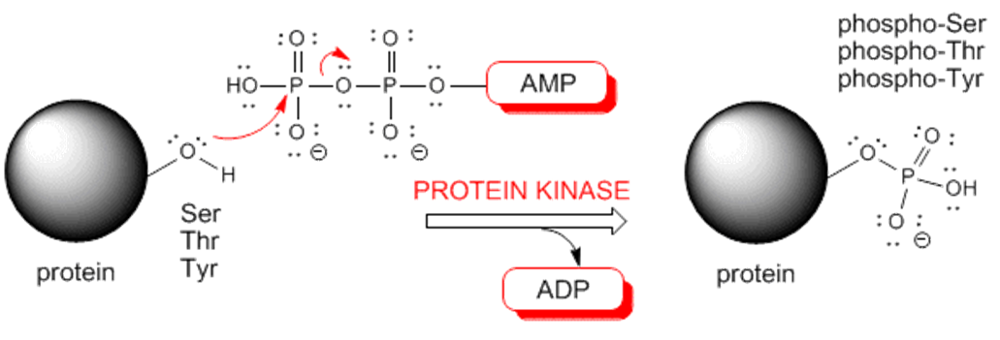 phospho-Ser
phospho-Thr
phospho-Tyr
O
O
HO
P
O
P
O
AMP
O
O
O
H
Ser
Thr
Tyr
protein
PROTEIN KINASE
ADP
O
O
P
OH
O
protein